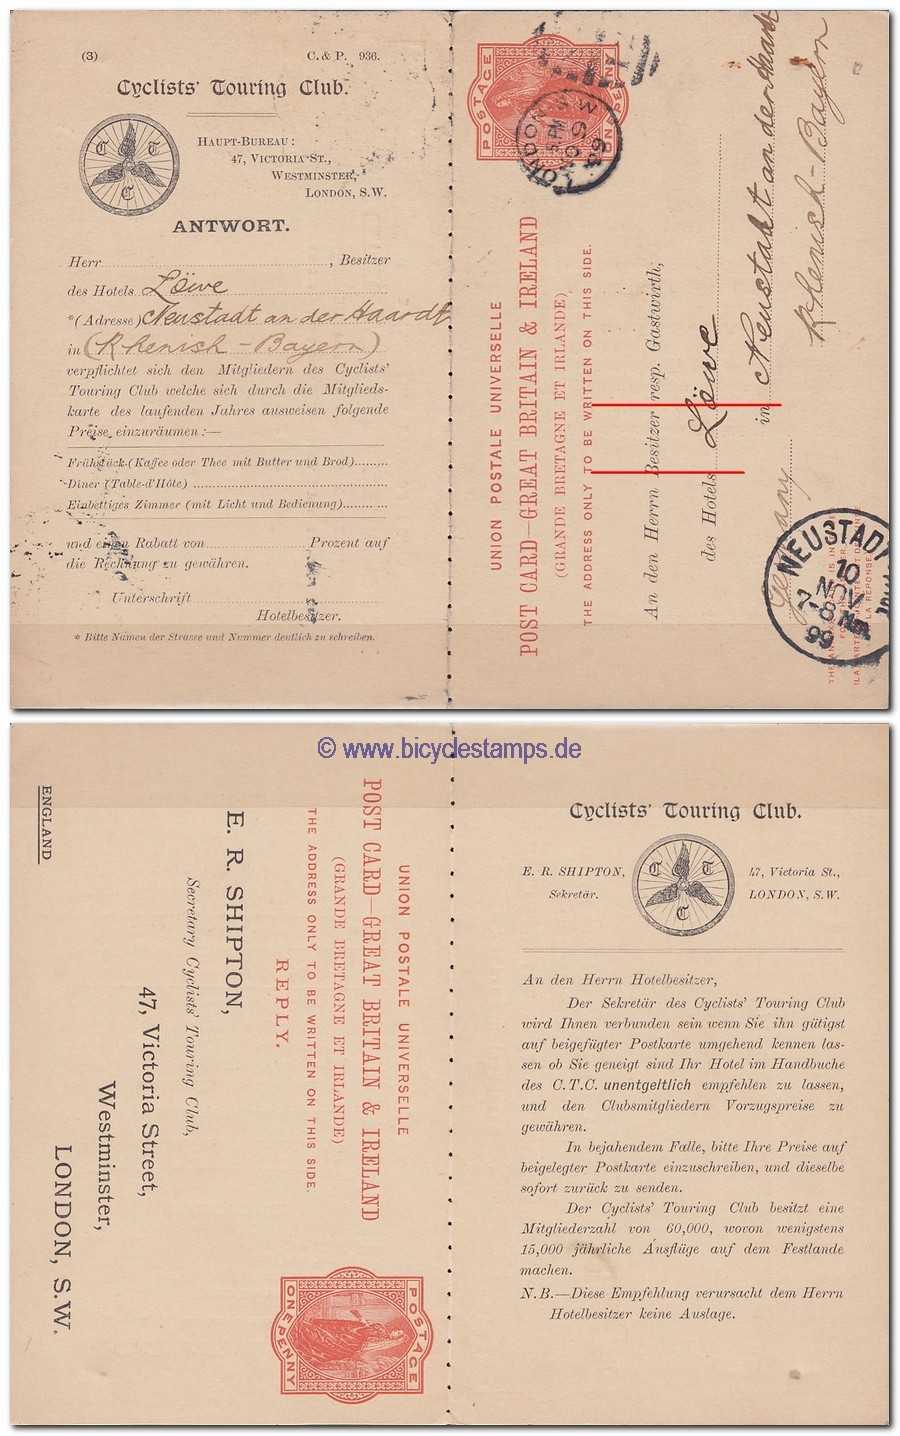 (3) C. & P. 936.
Cyclists' Touring Club.
C T C
HAUPT-BUREAU:
47, VICTORIA ST.,
WESTMINSTER,
LONDON, S.W.
ANTWORT.
Herr , Besitzer
des Hotels Löwe
*(Adresse) Neustadt an der Haardt
in (Rhenish-Bayern)
verpflichtet sich den Mitgliedern des Cyclists'
Touring Club welche sich durch die Mitglieds-
karte des laufenden Jahres ausweisen folgende
Preise einzuräumen:—
Frühstück (Kaffee oder Thee mit Butter und Brod)
Diner (Table-d'Hôte)
Einbettiges Zimmer (mit Licht und Bedienung)
und einen Rabatt von Prozent auf
die Rechnung zu gewähren.
Unterschrift
Hotelbesitzer.
* Bitte Namen der Strasse und Nummer deutlich zu schreiben.
POSTAGE
ONE PENNY
LONDON S.W
99
UNION POSTALE UNIVERSELLE
POST CARD—GREAT BRITAIN & IRELAND
(GRANDE BRETAGNE ET IRLANDE)
THE ADDRESS ONLY TO BE WRITTEN ON THIS SIDE.
An den Herrn Besitzer resp. Gastwirth,
des Hotels Löwe
in Neustadt an der Haardt
Rhenish-Bayern
Germany
NEUSTADT
10
NOV
7-8 Nm.
99
LA RÉPONSE
© www.bicyclestamps.de
ENGLAND
UNION POSTALE UNIVERSELLE
POST CARD—GREAT BRITAIN & IRELAND
(GRANDE BRETAGNE ET IRLANDE)
THE ADDRESS ONLY TO BE WRITTEN ON THIS SIDE.
REPLY.
E. R. SHIPTON,
Secretary Cyclists' Touring Club,
47, Victoria Street,
Westminster,
LONDON, S.W.
POSTAGE
ONE PENNY
Cyclists' Touring Club.
E. R. SHIPTON,
Sekretär.
C T C
47, Victoria St.,
LONDON, S.W.
An den Herrn Hotelbesitzer,
Der Sekretär des Cyclists' Touring Club
wird Ihnen verbunden sein wenn Sie ihn gütigst
auf beigefügter Postkarte umgehend kennen las-
sen ob Sie geneigt sind Ihr Hotel im Handbuche
des C.T.C. unentgeltlich empfehlen zu lassen,
und den Clubsmitgliedern Vorzugspreise zu
gewähren.
In bejahendem Falle, bitte Ihre Preise auf
beigelegter Postkarte einzuschreiben, und dieselbe
sofort zurück zu senden.
Der Cyclists' Touring Club besitzt eine
Mitgliederzahl von 60,000, wovon wenigstens
15,000 jährliche Ausflüge auf dem Festlande
machen.
N.B.—Diese Empfehlung verursacht dem Herrn
Hotelbesitzer keine Auslage.